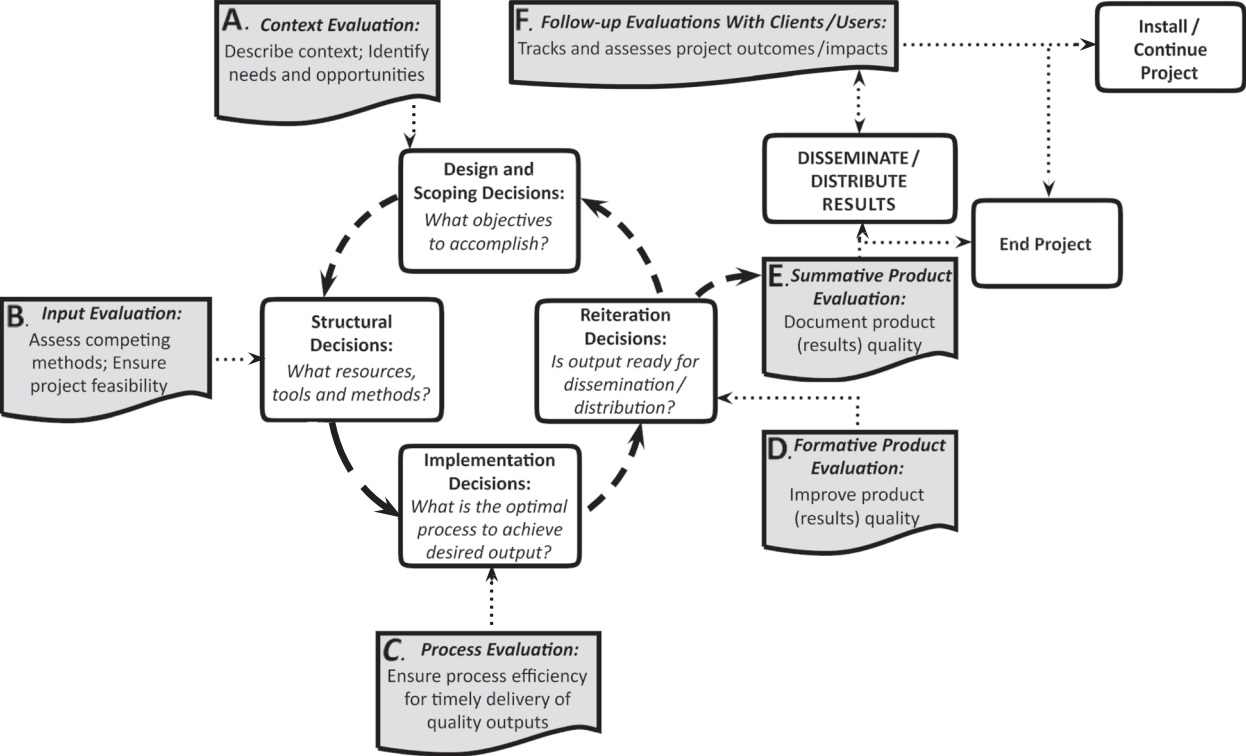 A. Context Evaluation:
Describe context; Identify
needs and opportunities
F. Follow-up Evaluations With Clients/Users:
Tracks and assesses project outcomes/impacts
Install /
Continue
Project
Design and
Scoping Decisions:
What objectives
to accomplish?
DISSEMINATE/
DISTRIBUTE
RESULTS
End Project
B. Input Evaluation:
Assess competing
methods; Ensure
project feasibility
Structural
Decisions:
What resources,
tools and methods?
Reiteration
Decisions:
Is output ready for
dissemination/
distribution?
E. Summative Product
Evaluation:
Document product
(results) quality
Implementation
Decisions:
What is the optimal
process to achieve
desired output?
D. Formative Product
Evaluation:
Improve product
(results) quality
C. Process Evaluation:
Ensure process efficiency
for timely delivery of
quality outputs